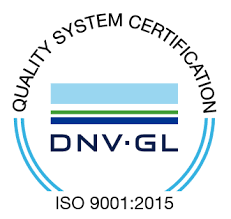 QUALITY SYSTEM CERTIFICATION
DNV·GL
ISO 9001:2015